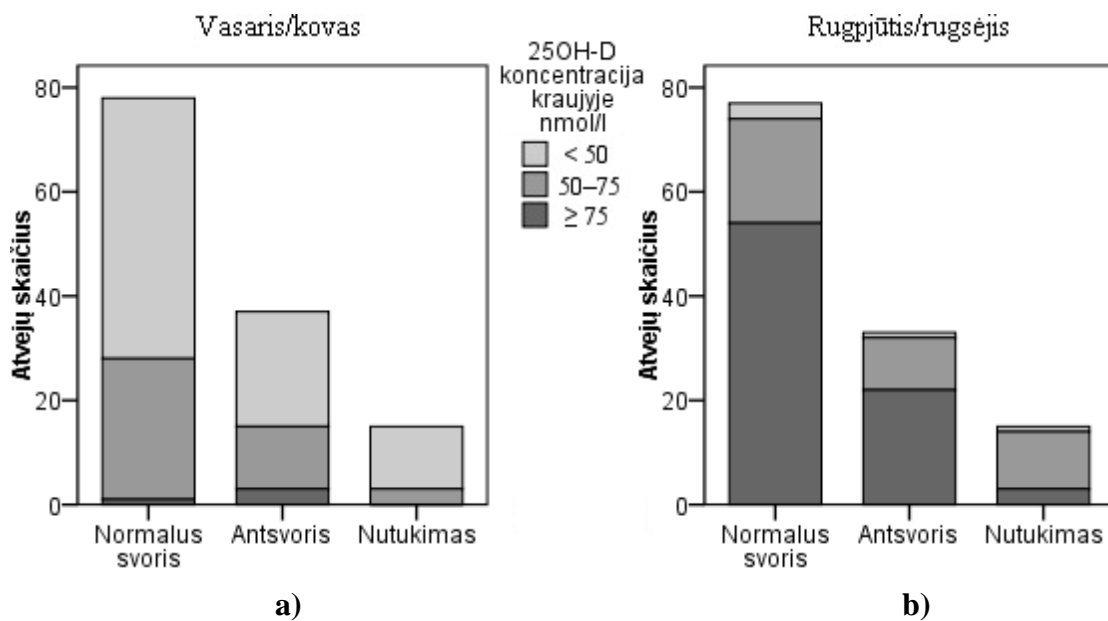 Vasaris/kovas
80
60
40
20
0
Atvejų skaičius
Normalus
svoris
Antsvoris
Nutukimas
a)
25OH-D
koncentracija
kraujyje
nmol/l
< 50
50–75
≥ 75
Rugpjūtis/rugsėjis
80
60
40
20
0
Atvejų skaičius
Normalus
svoris
Antsvoris
Nutukimas
b)